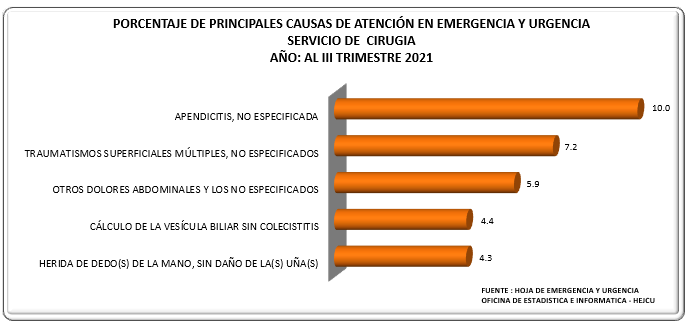 PORCENTAJE DE PRINCIPALES CAUSAS DE ATENCIÓN EN EMERGENCIA Y URGENCIA
SERVICIO DE CIRUGIA
AÑO: AL III TRIMESTRE 2021
APENDICITIS, NO ESPECIFICADA 10.0
TRAUMATISMOS SUPERFICIALES MÚLTIPLES, NO ESPECIFICADOS 7.2
OTROS DOLORES ABDOMINALES Y LOS NO ESPECIFICADOS 5.9
CÁLCULO DE LA VESÍCULA BILIAR SIN COLECISTITIS 4.4
HERIDA DE DEDO(S) DE LA MANO, SIN DAÑO DE LA(S) UÑA(S) 4.3
FUENTE : HOJA DE EMERGENCIA Y URGENCIA
OFICINA DE ESTADISTICA E INFORMATICA - HEJCU